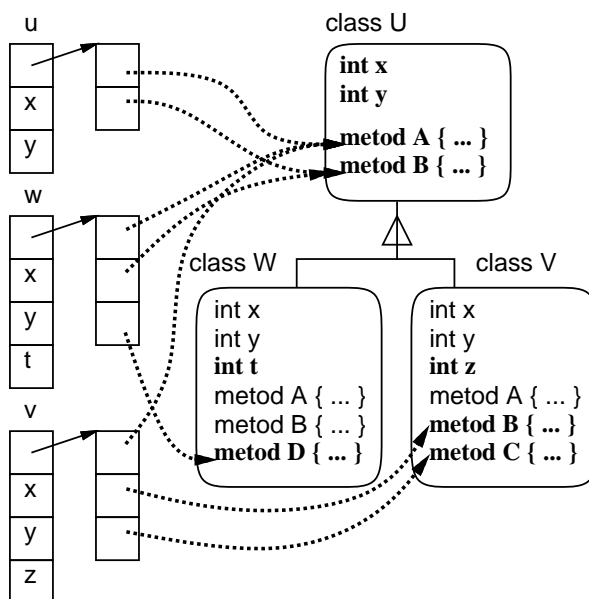 u
x
y
class U
int x
int y
metod A { ... }
metod B { ... }
w
x
y
t
class W
int x
int y
int t
metod A { ... }
metod B { ... }
metod D { ... }
class V
int x
int y
int z
metod A { ... }
metod B { ... }
metod C { ... }
v
x
y
z